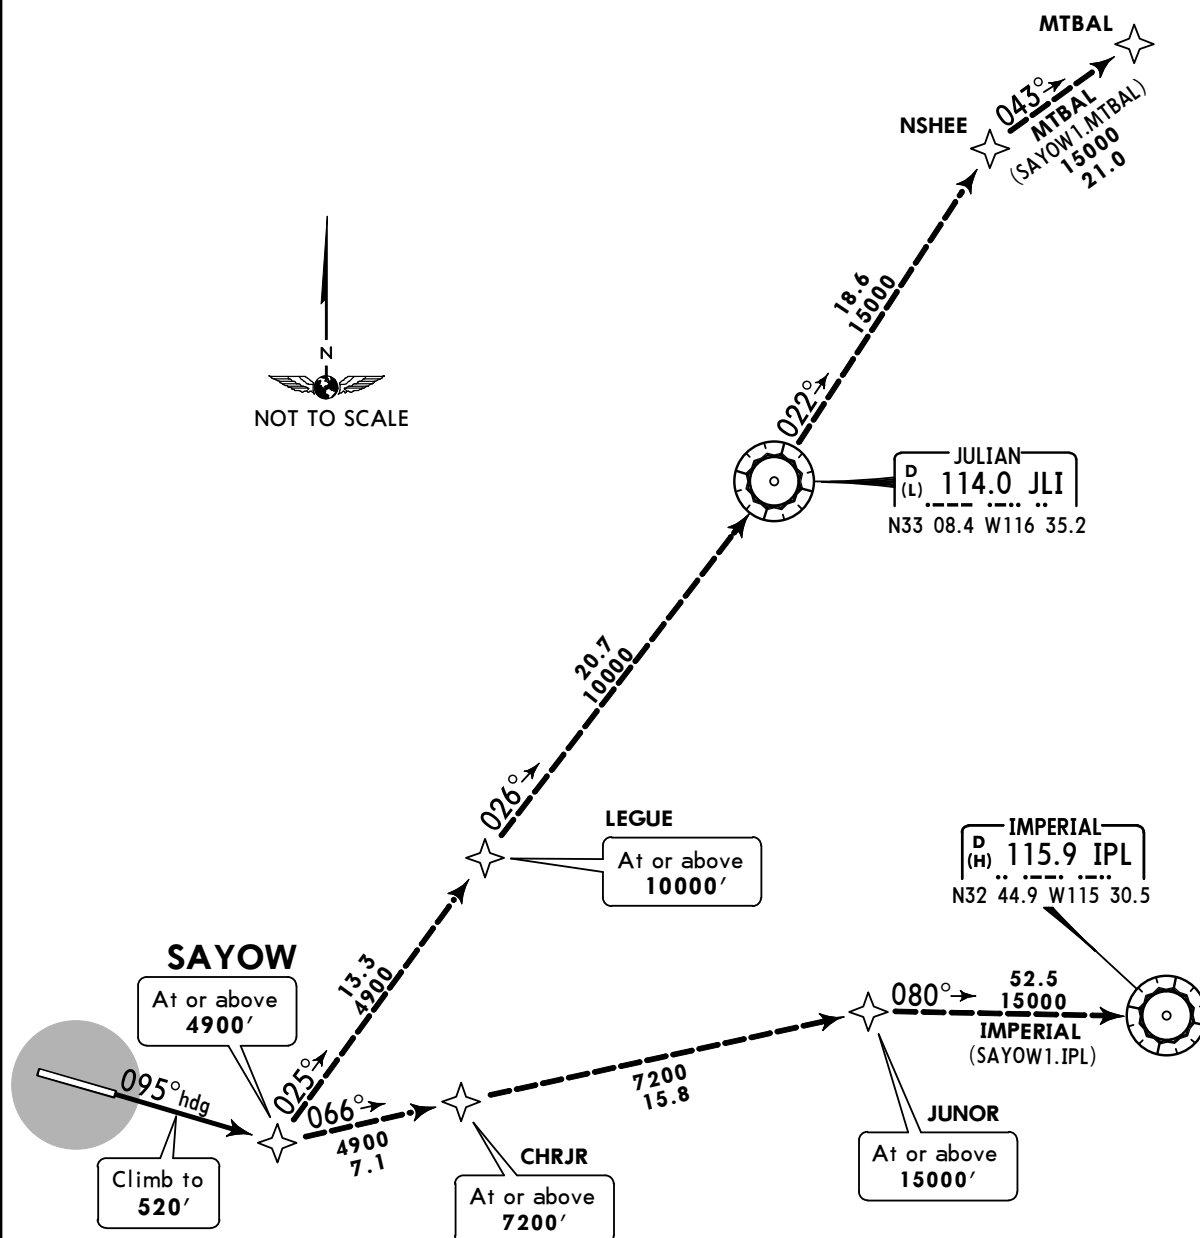 MTBAL
043°
MTBAL
(SAYOW1.MTBAL)
15000
21.0
NSHEE
N
NOT TO SCALE
18.6
15000
022°
JULIAN
D
(L)
114.0 JLI
N33 08.4 W116 35.2
20.7
10000
026°
LEGUE
At or above
10000'
IMPERIAL
D
(H)
115.9 IPL
N32 44.9 W115 30.5
SAYOW
At or above
4900'
13.3
4900
025°
095°hdg
Climb to
520'
066°
4900
7.1
CHRJR
At or above
7200'
7200
15.8
JUNOR
At or above
15000'
080°
52.5
15000
IMPERIAL
(SAYOW1.IPL)